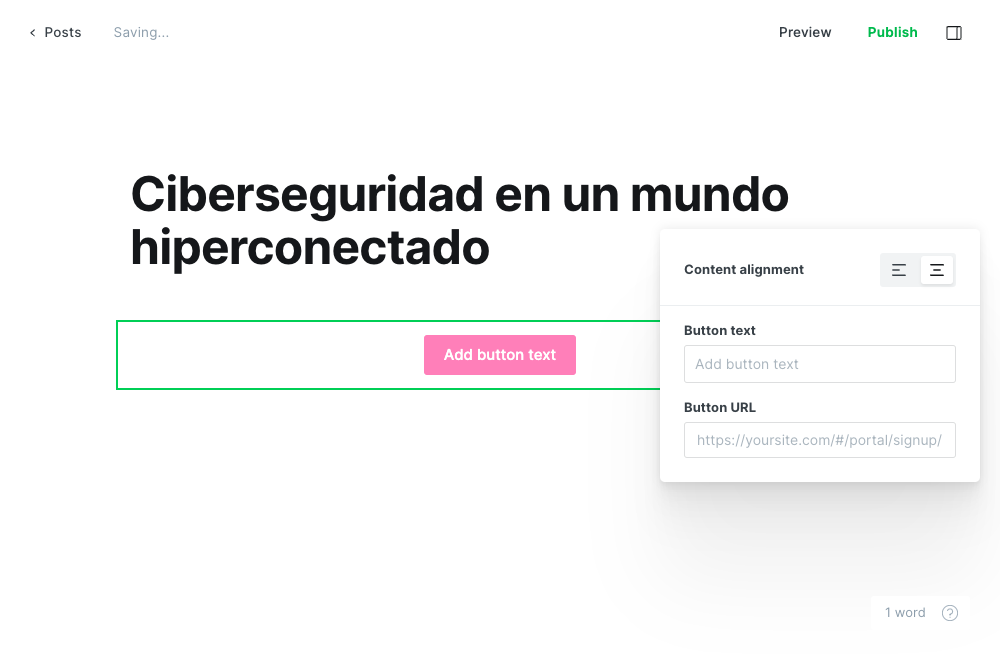 Posts
Saving...
Preview
Publish
Ciberseguridad en un mundo
hiperconectado
Content alignment
Button text
Add button text
Add button text
Button URL
https://yoursite.com/#/portal/signup/
1 word
?